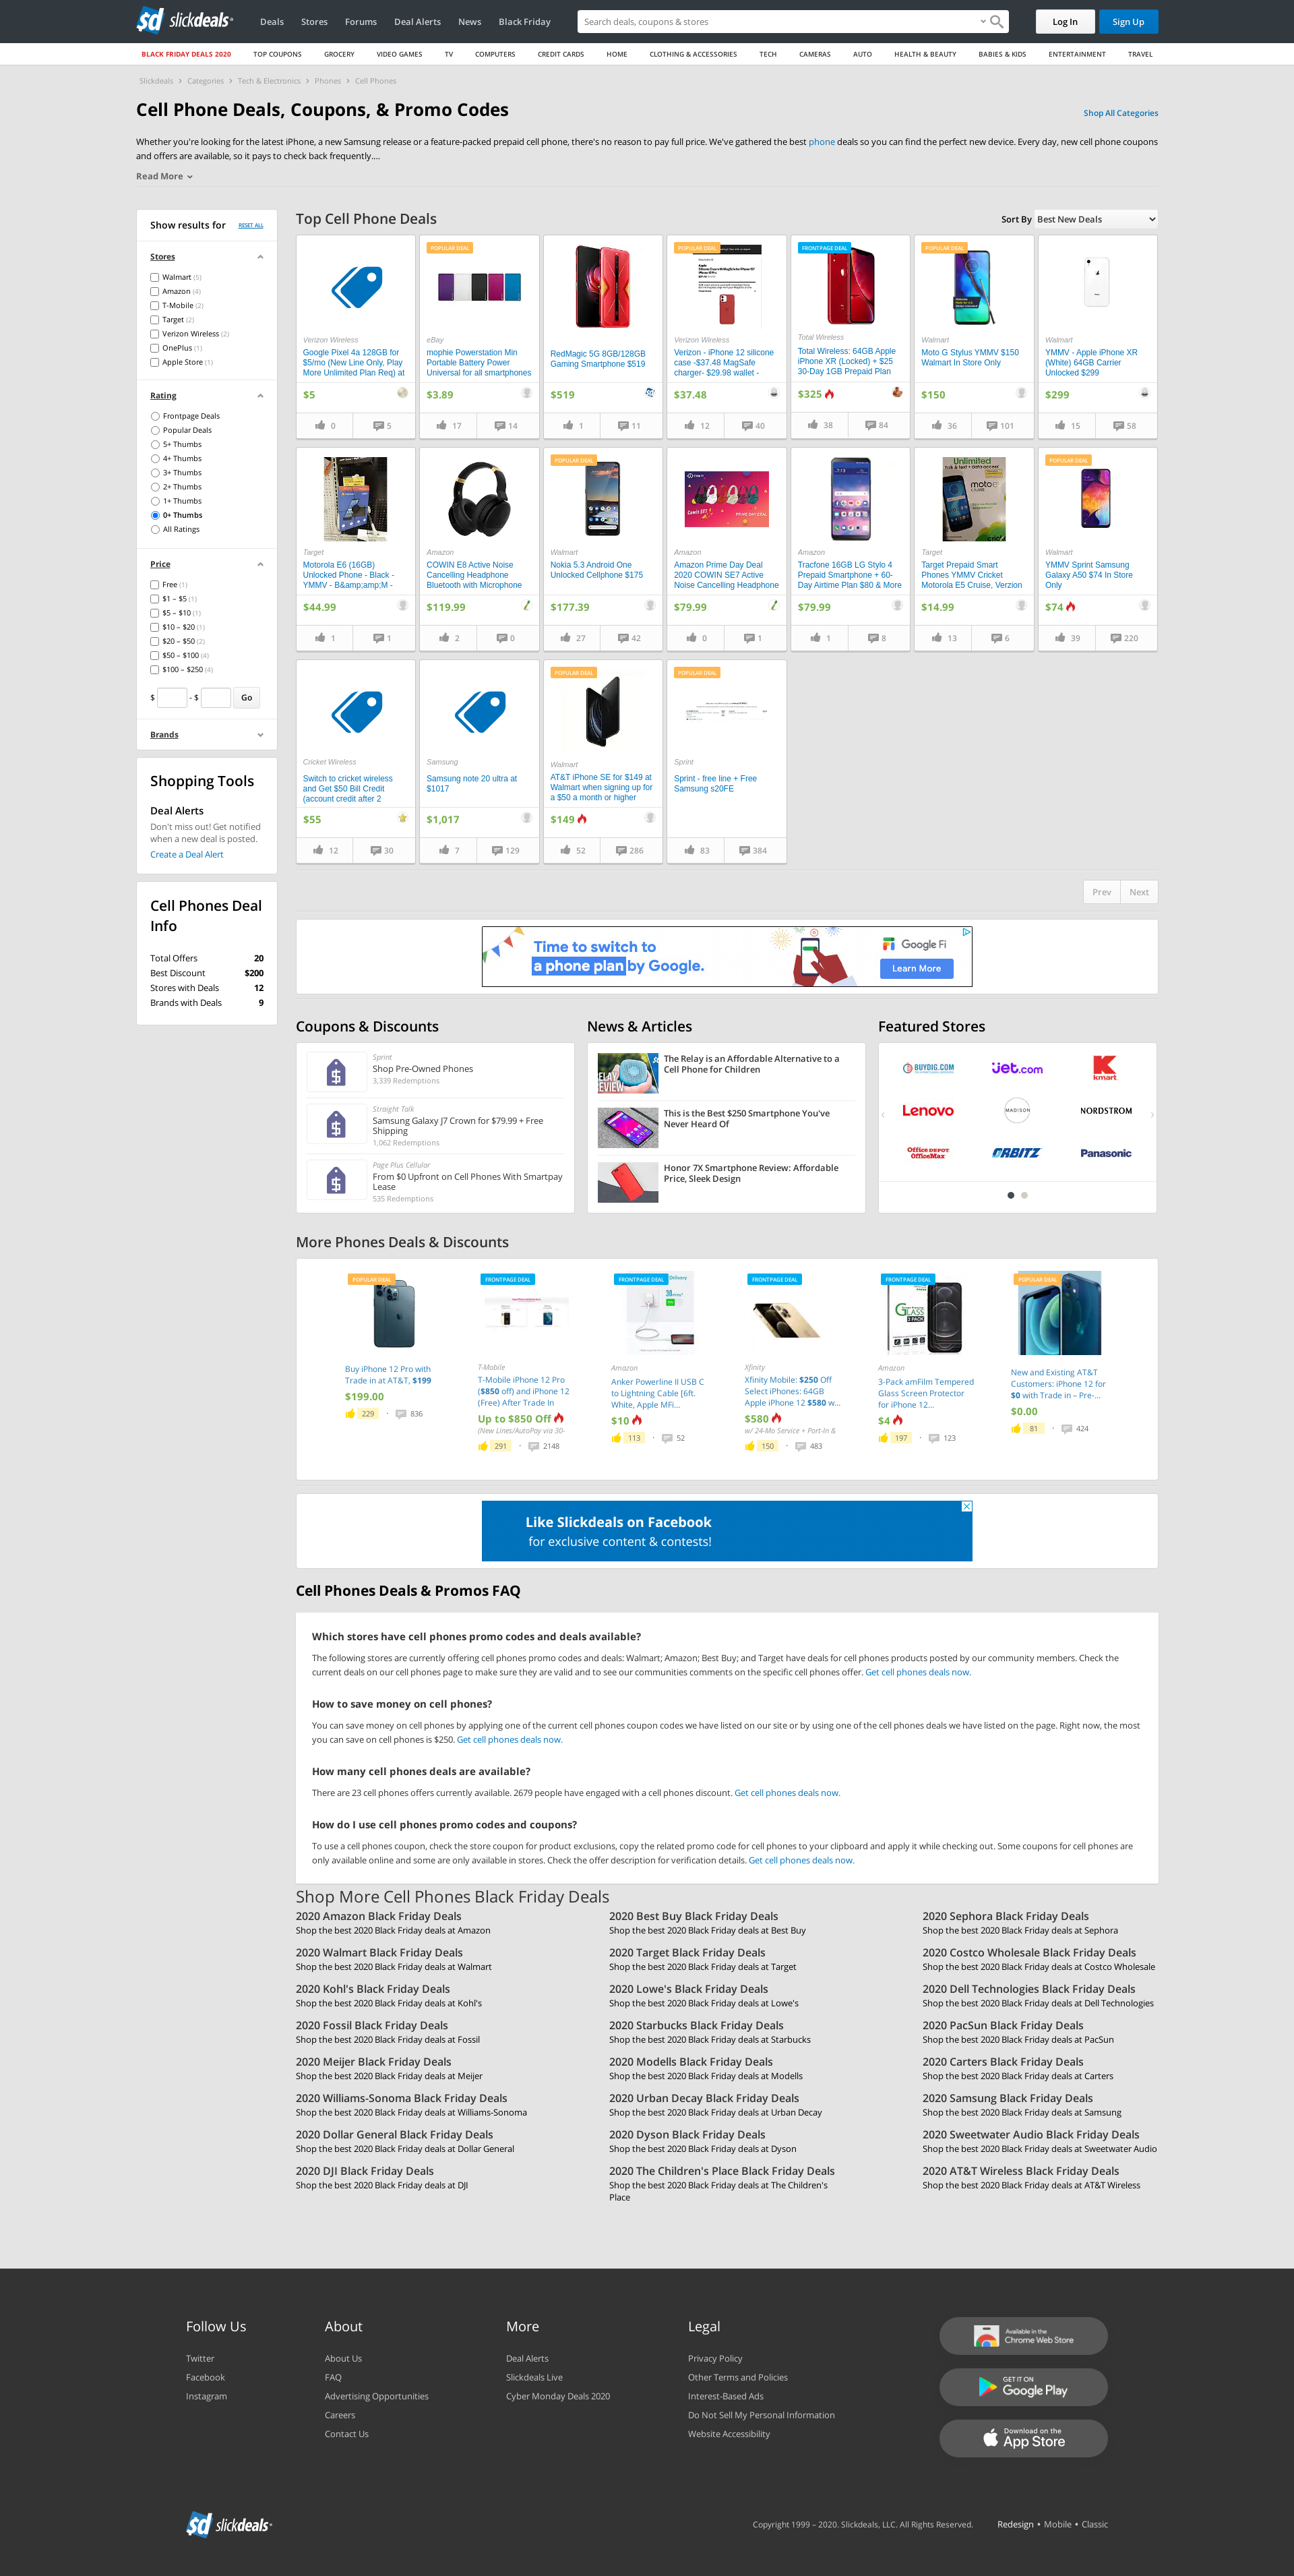 slickdeals
Deals Stores Forums Deal Alerts News Black Friday
Search deals, coupons & stores
Log In Sign Up
BLACK FRIDAY DEALS 2020 TOP COUPONS GROCERY VIDEO GAMES TV COMPUTERS CREDIT CARDS HOME CLOTHING & ACCESSORIES TECH CAMERAS AUTO HEALTH & BEAUTY BABIES & KIDS ENTERTAINMENT TRAVEL
Slickdeals › Categories › Tech & Electronics › Phones › Cell Phones
Cell Phone Deals, Coupons, & Promo Codes
Shop All Categories
Whether you're looking for the latest iPhone, a new Samsung release or a feature-packed prepaid cell phone, there's no reason to pay full price. We've gathered the best phone deals so you can find the perfect new device. Every day, new cell phone coupons
and offers are available, so it pays to check back frequently....
Read More
Show results for RESET ALL
Stores
Walmart (5)
Amazon (4)
T-Mobile (2)
Target (2)
Verizon Wireless (2)
OnePlus (1)
Apple Store (1)
Rating
Frontpage Deals
Popular Deals
5+ Thumbs
4+ Thumbs
3+ Thumbs
2+ Thumbs
1+ Thumbs
0+ Thumbs
All Ratings
Price
Free (1)
$1 – $5 (1)
$5 – $10 (1)
$10 – $20 (1)
$20 – $50 (2)
$50 – $100 (4)
$100 – $250 (4)
$ - $ Go
Brands
Shopping Tools
Deal Alerts
Don't miss out! Get notified
when a new deal is posted.
Create a Deal Alert
Cell Phones Deal
Info
Total Offers 20
Best Discount $200
Stores with Deals 12
Brands with Deals 9
Top Cell Phone Deals
Sort By Best New Deals
Verizon Wireless
Google Pixel 4a 128GB for
$5/mo (New Line Only, Play
More Unlimited Plan Req) at
$5
0 5
POPULAR DEAL
eBay
mophie Powerstation Min
Portable Battery Power
Universal for all smartphones
$3.89
17 14
RedMagic 5G 8GB/128GB
Gaming Smartphone $519
$519
1 11
POPULAR DEAL
Verizon Wireless
Verizon - iPhone 12 silicone
case -$37.48 MagSafe
charger- $29.98 wallet -
$37.48
12 40
FRONTPAGE DEAL
Total Wireless
Total Wireless: 64GB Apple
iPhone XR (Locked) + $25
30-Day 1GB Prepaid Plan
$325
38 84
POPULAR DEAL
Walmart
Moto G Stylus YMMV $150
Walmart In Store Only
$150
36 101
Walmart
YMMV - Apple iPhone XR
(White) 64GB Carrier
Unlocked $299
$299
15 58
Target
Motorola E6 (16GB)
Unlocked Phone - Black -
YMMV - B&amp;amp;M -
$44.99
1 1
Amazon
COWIN E8 Active Noise
Cancelling Headphone
Bluetooth with Microphone
$119.99
2 0
POPULAR DEAL
Walmart
Nokia 5.3 Android One
Unlocked Cellphone $175
$177.39
27 42
Amazon
Amazon Prime Day Deal
2020 COWIN SE7 Active
Noise Cancelling Headphone
$79.99
0 1
Amazon
Tracfone 16GB LG Stylo 4
Prepaid Smartphone + 60-
Day Airtime Plan $80 & More
$79.99
1 8
Unlimited
Target
Target Prepaid Smart
Phones YMMV Cricket
Motorola E5 Cruise, Verzion
$14.99
13 6
POPULAR DEAL
Walmart
YMMV Sprint Samsung
Galaxy A50 $74 In Store
Only
$74
39 220
Cricket Wireless
Switch to cricket wireless
and Get $50 Bill Credit
(account credit after 2
$55
12 30
Samsung
Samsung note 20 ultra at
$1017
$1,017
7 129
POPULAR DEAL
Walmart
AT&T iPhone SE for $149 at
Walmart when signing up for
a $50 a month or higher
$149
52 286
POPULAR DEAL
Sprint
Sprint - free line + Free
Samsung s20FE
83 384
Prev Next
Time to switch to
a phone plan by Google.
Google Fi
Learn More
Coupons & Discounts
Sprint
Shop Pre-Owned Phones
3,339 Redemptions
Straight Talk
Samsung Galaxy J7 Crown for $79.99 + Free
Shipping
1,062 Redemptions
Page Plus Cellular
From $0 Upfront on Cell Phones With Smartpay
Lease
535 Redemptions
News & Articles
The Relay is an Affordable Alternative to a
Cell Phone for Children
This is the Best $250 Smartphone You've
Never Heard Of
Honor 7X Smartphone Review: Affordable
Price, Sleek Design
Featured Stores
BUYDIG.COM jet.com kmart
Lenovo MADISON NORDSTROM
Office DEPOT OfficeMax ORBITZ Panasonic
More Phones Deals & Discounts
POPULAR DEAL
Buy iPhone 12 Pro with
Trade in at AT&T, $199
$199.00
229 · 836
FRONTPAGE DEAL
T-Mobile
T-Mobile iPhone 12 Pro
($850 off) and iPhone 12
(Free) After Trade In
Up to $850 Off
(New Lines/AutoPay via 30-
291 · 2148
FRONTPAGE DEAL
Amazon
Anker Powerline II USB C
to Lightning Cable [6ft.
White, Apple MFi...
$10
113 · 52
FRONTPAGE DEAL
Xfinity
Xfinity Mobile: $250 Off
Select iPhones: 64GB
Apple iPhone 12 $580 w...
$580
w/ 24-Mo Service + Port-In &
150 · 483
FRONTPAGE DEAL
Amazon
3-Pack amFilm Tempered
Glass Screen Protector
for iPhone 12...
$4
197 · 123
POPULAR DEAL
New and Existing AT&T
Customers: iPhone 12 for
$0 with Trade in – Pre-...
$0.00
81 · 424
Like Slickdeals on Facebook
for exclusive content & contests!
Cell Phones Deals & Promos FAQ
Which stores have cell phones promo codes and deals available?
The following stores are currently offering cell phones promo codes and deals: Walmart; Amazon; Best Buy; and Target have deals for cell phones products posted by our community members. Check the
current deals on our cell phones page to make sure they are valid and to see our communities comments on the specific cell phones offer. Get cell phones deals now.
How to save money on cell phones?
You can save money on cell phones by applying one of the current cell phones coupon codes we have listed on our site or by using one of the cell phones deals we have listed on the page. Right now, the most
you can save on cell phones is $250. Get cell phones deals now.
How many cell phones deals are available?
There are 23 cell phones offers currently available. 2679 people have engaged with a cell phones discount. Get cell phones deals now.
How do I use cell phones promo codes and coupons?
To use a cell phones coupon, check the store coupon for product exclusions, copy the related promo code for cell phones to your clipboard and apply it while checking out. Some coupons for cell phones are
only available online and some are only available in stores. Check the offer description for verification details. Get cell phones deals now.
Shop More Cell Phones Black Friday Deals
2020 Amazon Black Friday Deals
Shop the best 2020 Black Friday deals at Amazon
2020 Best Buy Black Friday Deals
Shop the best 2020 Black Friday deals at Best Buy
2020 Sephora Black Friday Deals
Shop the best 2020 Black Friday deals at Sephora
2020 Walmart Black Friday Deals
Shop the best 2020 Black Friday deals at Walmart
2020 Target Black Friday Deals
Shop the best 2020 Black Friday deals at Target
2020 Costco Wholesale Black Friday Deals
Shop the best 2020 Black Friday deals at Costco Wholesale
2020 Kohl's Black Friday Deals
Shop the best 2020 Black Friday deals at Kohl's
2020 Lowe's Black Friday Deals
Shop the best 2020 Black Friday deals at Lowe's
2020 Dell Technologies Black Friday Deals
Shop the best 2020 Black Friday deals at Dell Technologies
2020 Fossil Black Friday Deals
Shop the best 2020 Black Friday deals at Fossil
2020 Starbucks Black Friday Deals
Shop the best 2020 Black Friday deals at Starbucks
2020 PacSun Black Friday Deals
Shop the best 2020 Black Friday deals at PacSun
2020 Meijer Black Friday Deals
Shop the best 2020 Black Friday deals at Meijer
2020 Modells Black Friday Deals
Shop the best 2020 Black Friday deals at Modells
2020 Carters Black Friday Deals
Shop the best 2020 Black Friday deals at Carters
2020 Williams-Sonoma Black Friday Deals
Shop the best 2020 Black Friday deals at Williams-Sonoma
2020 Urban Decay Black Friday Deals
Shop the best 2020 Black Friday deals at Urban Decay
2020 Samsung Black Friday Deals
Shop the best 2020 Black Friday deals at Samsung
2020 Dollar General Black Friday Deals
Shop the best 2020 Black Friday deals at Dollar General
2020 Dyson Black Friday Deals
Shop the best 2020 Black Friday deals at Dyson
2020 Sweetwater Audio Black Friday Deals
Shop the best 2020 Black Friday deals at Sweetwater Audio
2020 DJI Black Friday Deals
Shop the best 2020 Black Friday deals at DJI
2020 The Children's Place Black Friday Deals
Shop the best 2020 Black Friday deals at The Children's
Place
2020 AT&T Wireless Black Friday Deals
Shop the best 2020 Black Friday deals at AT&T Wireless
Follow Us
Twitter
Facebook
Instagram
About
About Us
FAQ
Advertising Opportunities
Careers
Contact Us
More
Deal Alerts
Slickdeals Live
Cyber Monday Deals 2020
Legal
Privacy Policy
Other Terms and Policies
Interest-Based Ads
Do Not Sell My Personal Information
Website Accessibility
Available in the
Chrome Web Store
GET IT ON
Google Play
Download on the
App Store
slickdeals
Copyright 1999 – 2020. Slickdeals, LLC. All Rights Reserved.
Redesign • Mobile • Classic